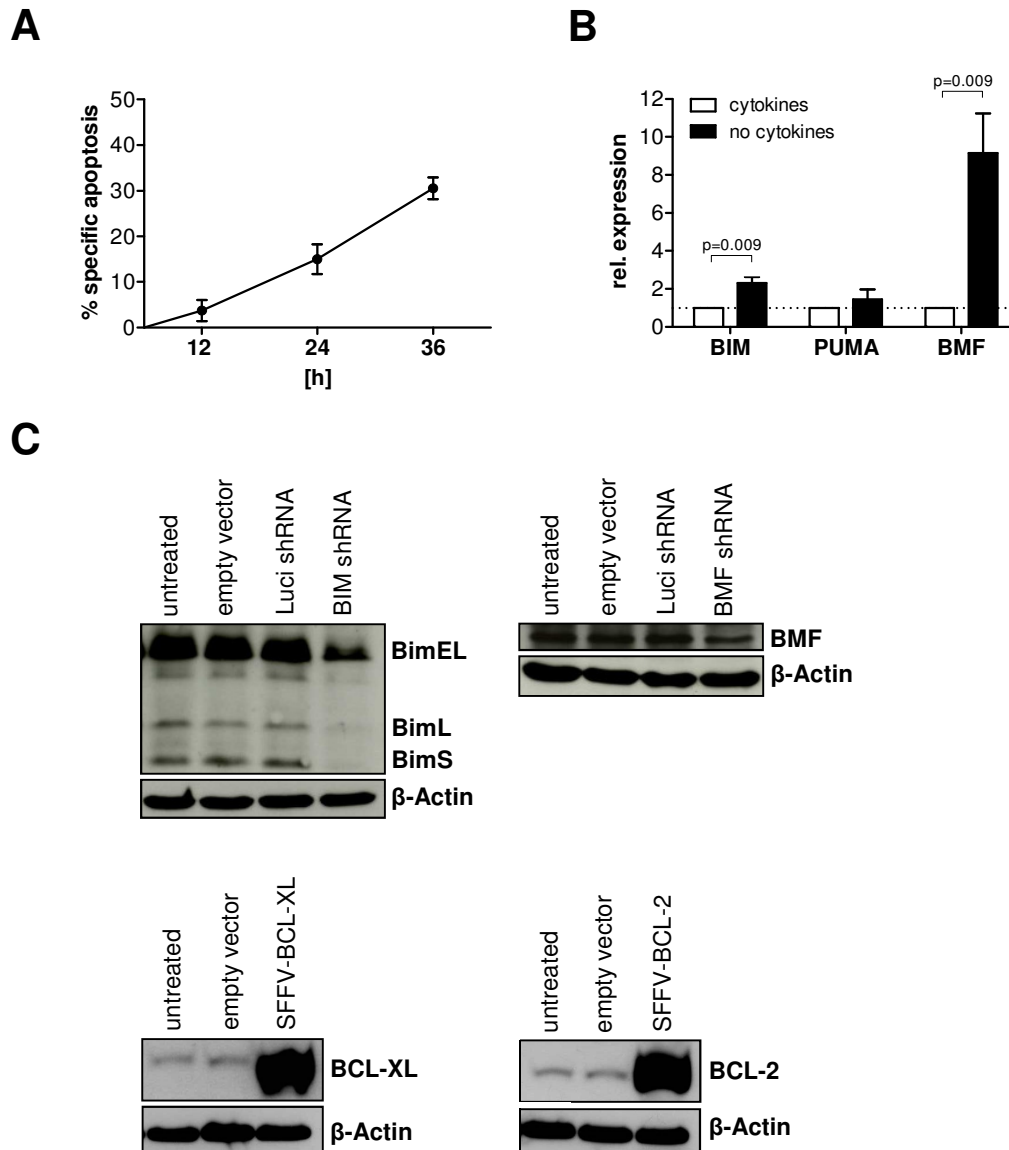 A
B
50
40
30
20
10
0
% specific apoptosis
12 24 36
[h]
p=0.009
12
10
8
6
4
2
0
rel. expression
cytokines
no cytokines
p=0.009
BIM PUMA BMF
C
untreated
empty vector
Luci shRNA
BIM shRNA
BimEL
BimL
BimS
β-Actin
untreated
empty vector
Luci shRNA
BMF shRNA
BMF
β-Actin
untreated
empty vector
SFFV-BCL-XL
BCL-XL
β-Actin
untreated
empty vector
SFFV-BCL-2
BCL-2
β-Actin